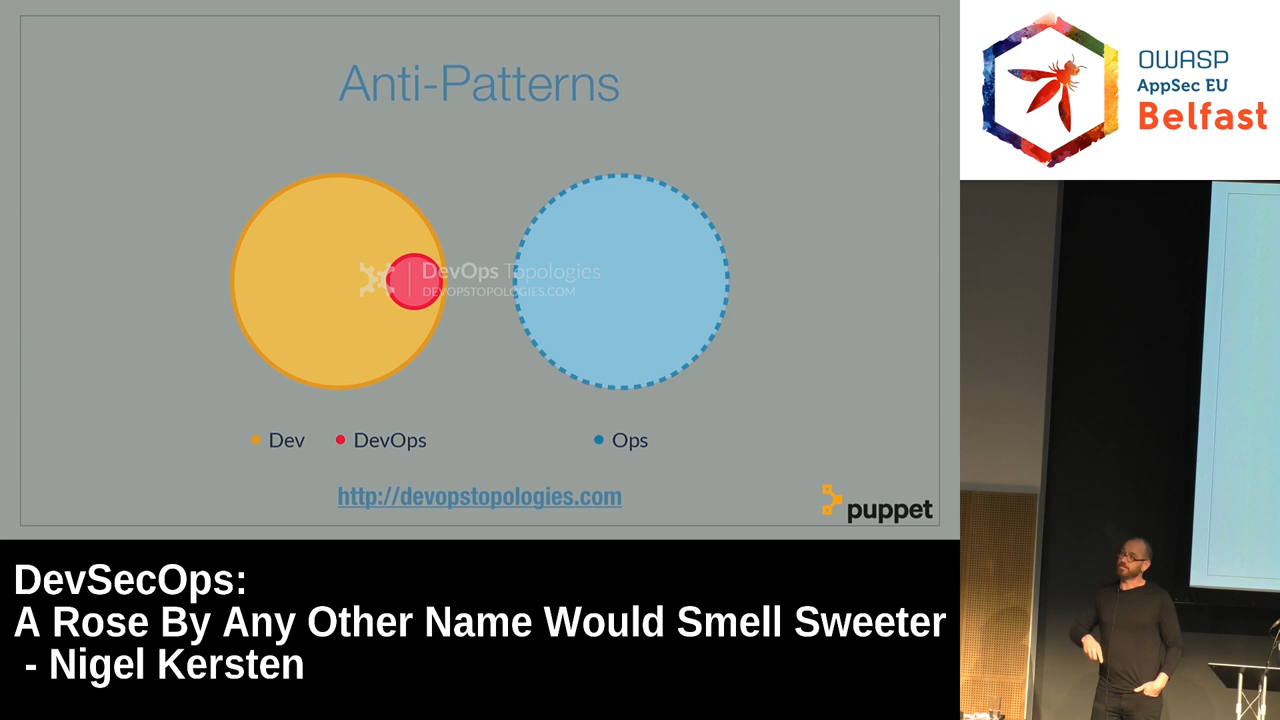 Anti-Patterns
DevOps Topologies
DEVOPSTOPOLOGIES.COM
Dev
DevOps
Ops
http://devopstopologies.com
puppet
OWASP
AppSec EU
Belfast
DevSecOps:
A Rose By Any Other Name Would Smell Sweeter
- Nigel Kersten